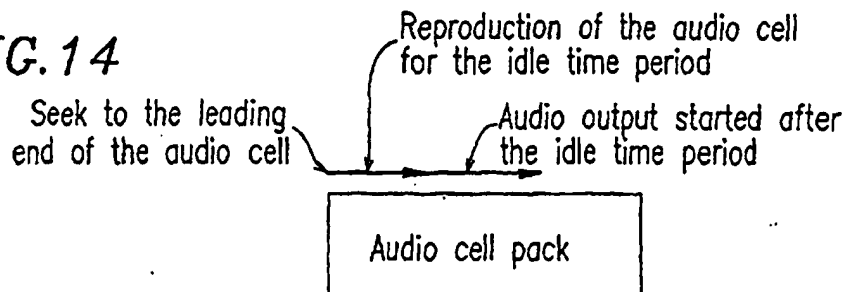 G. 14
Reproduction of the audio cell
for the idle time period
Seek to the leading
end of the audio cell
Audio output started after
the idle time period
Audio cell pack